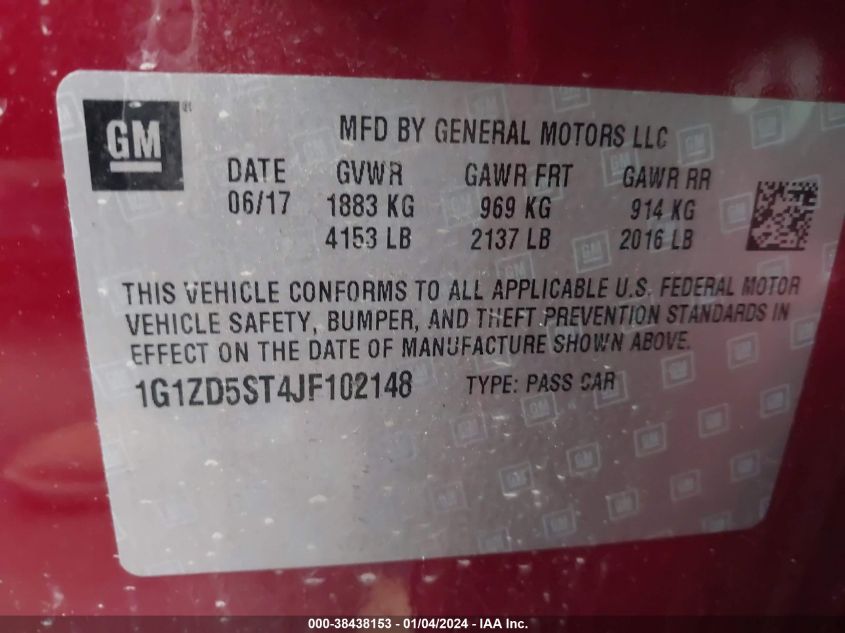 GM ®
MFD BY GENERAL MOTORS LLC
DATE GVWR GAWR FRT GAWR RR
06/17 1883 KG 969 KG 914 KG
4153 LB 2137 LB 2016 LB
THIS VEHICLE CONFORMS TO ALL APPLICABLE U.S. FEDERAL MOTOR
VEHICLE SAFETY, BUMPER, AND THEFT PREVENTION STANDARDS IN
EFFECT ON THE DATE OF MANUFACTURE SHOWN ABOVE.
1G1ZD5ST4JF102148 TYPE: PASS CAR
000-38438153 - 01/04/2024 - IAA Inc.